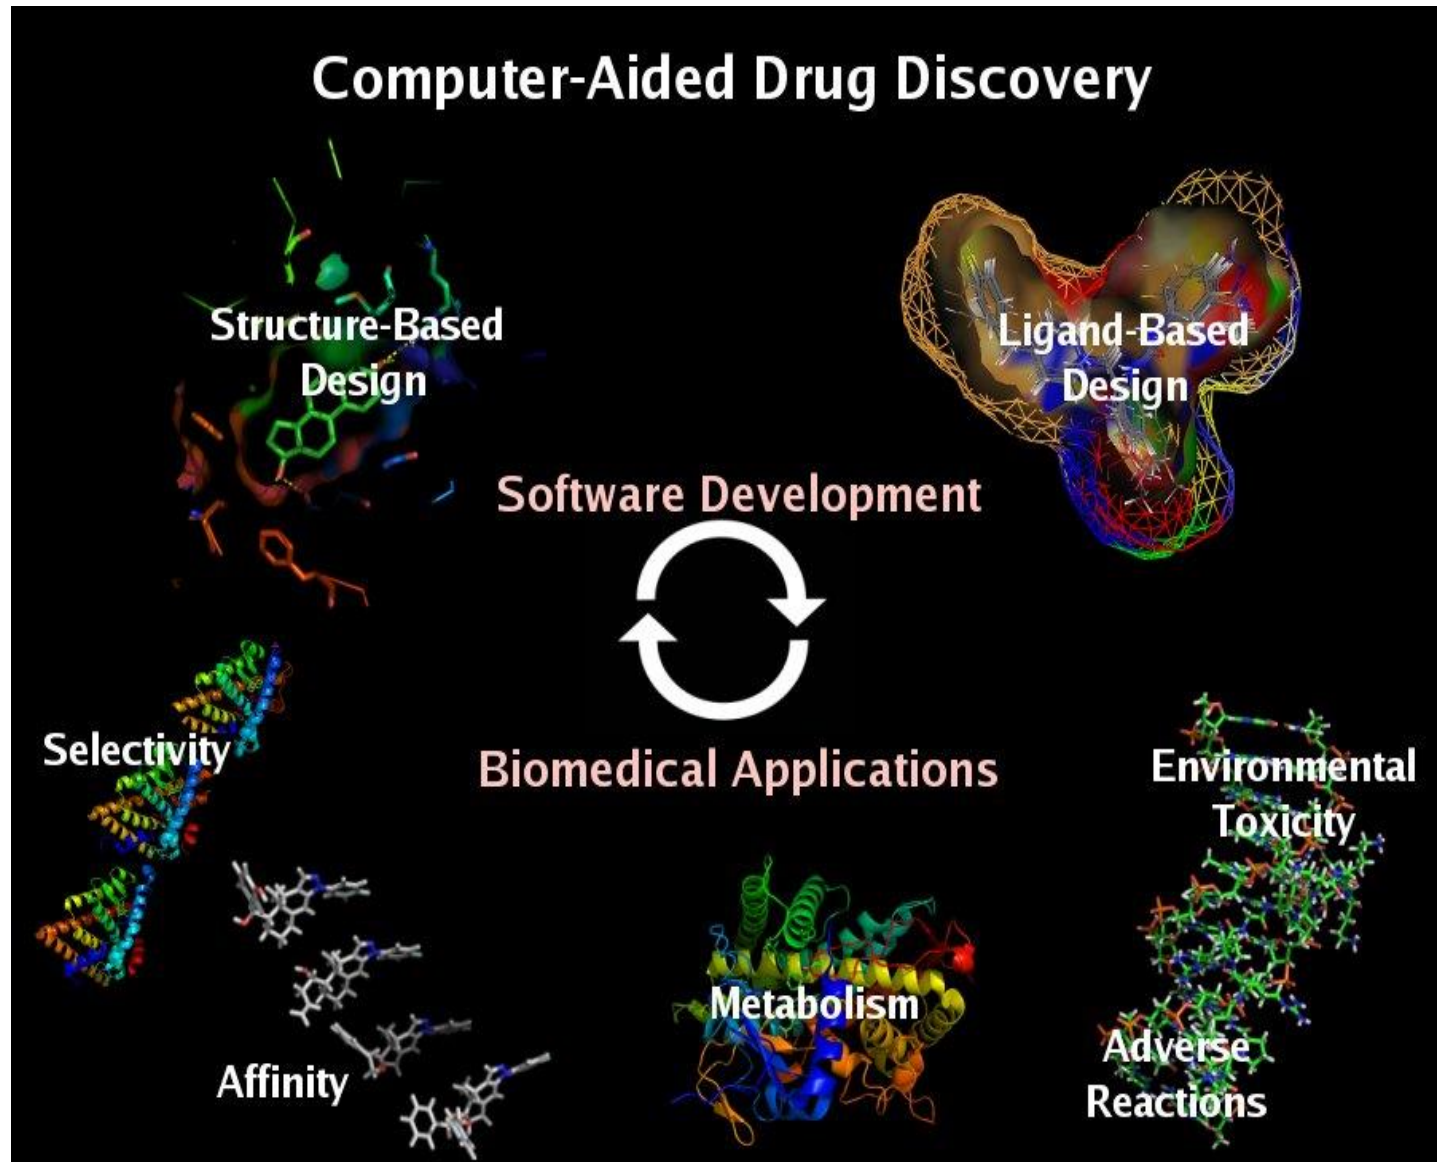 Computer-Aided Drug Discovery
Structure-Based
Design
Ligand-Based
Design
Software Development
Selectivity
Biomedical Applications
Environmental
Toxicity
Metabolism
Affinity
Adverse
Reactions